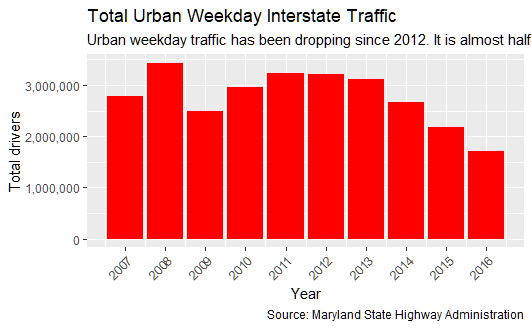 Total Urban Weekday Interstate Traffic
Urban weekday traffic has been dropping since 2012. It is almost half
3,000,000
2,000,000
1,000,000
0
Total drivers
2007 2008 2009 2010 2011 2012 2013 2014 2015 2016
Year
Source: Maryland State Highway Administration